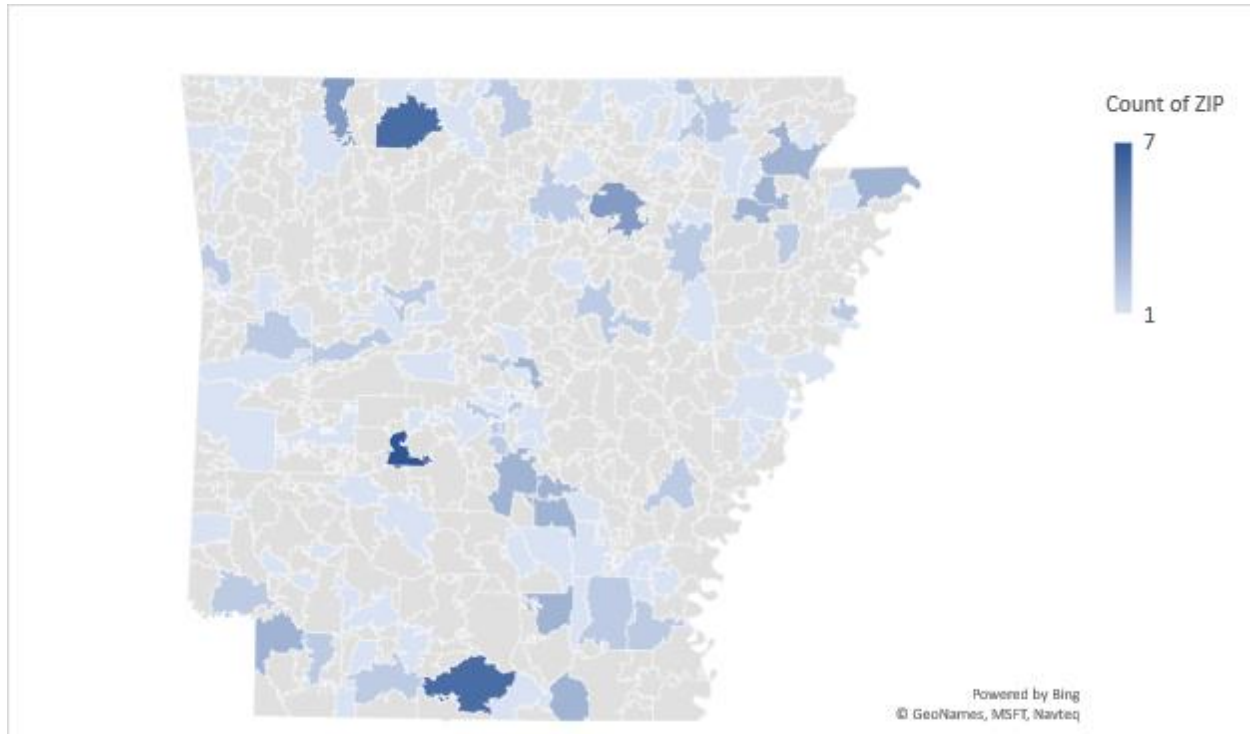 Count of ZIP
7
1
Powered by Bing
© GeoNames, MSFT, Navteq